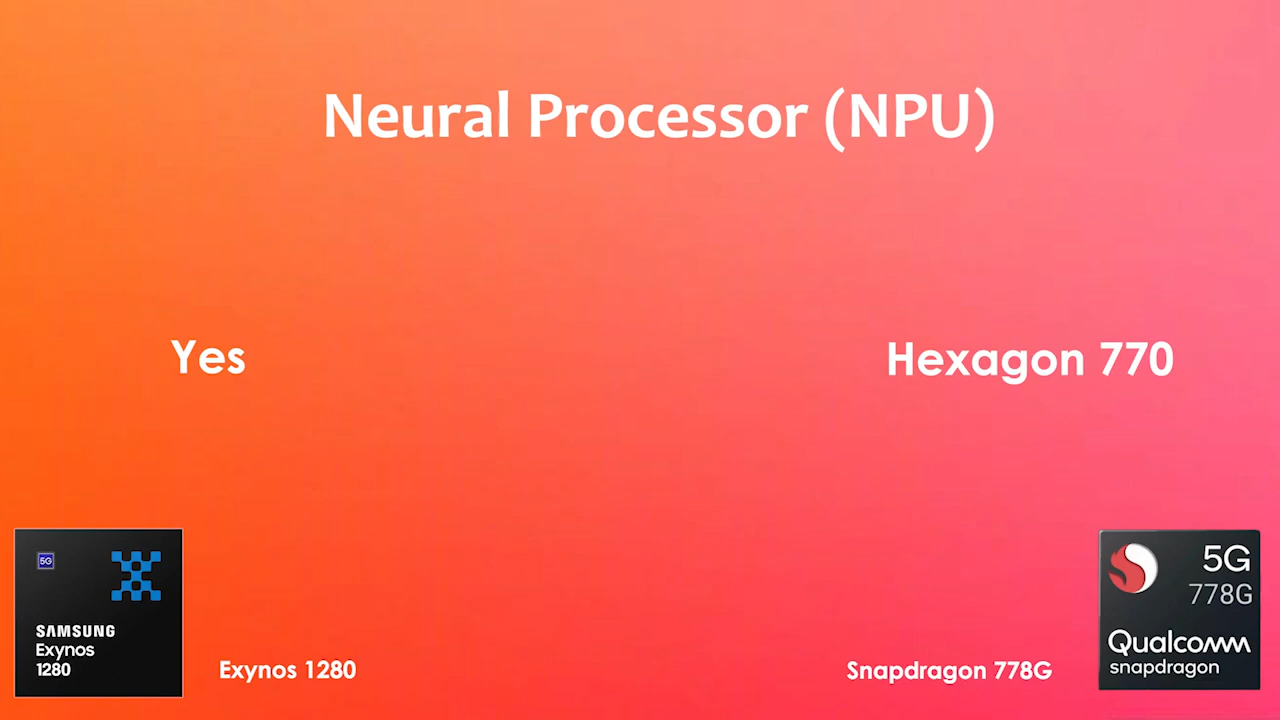 Neural Processor (NPU)
Yes
Hexagon 770
5G
SAMSUNG
Exynos
1280
Exynos 1280
Snapdragon 778G
5G
778G
Qualcomm
snapdragon